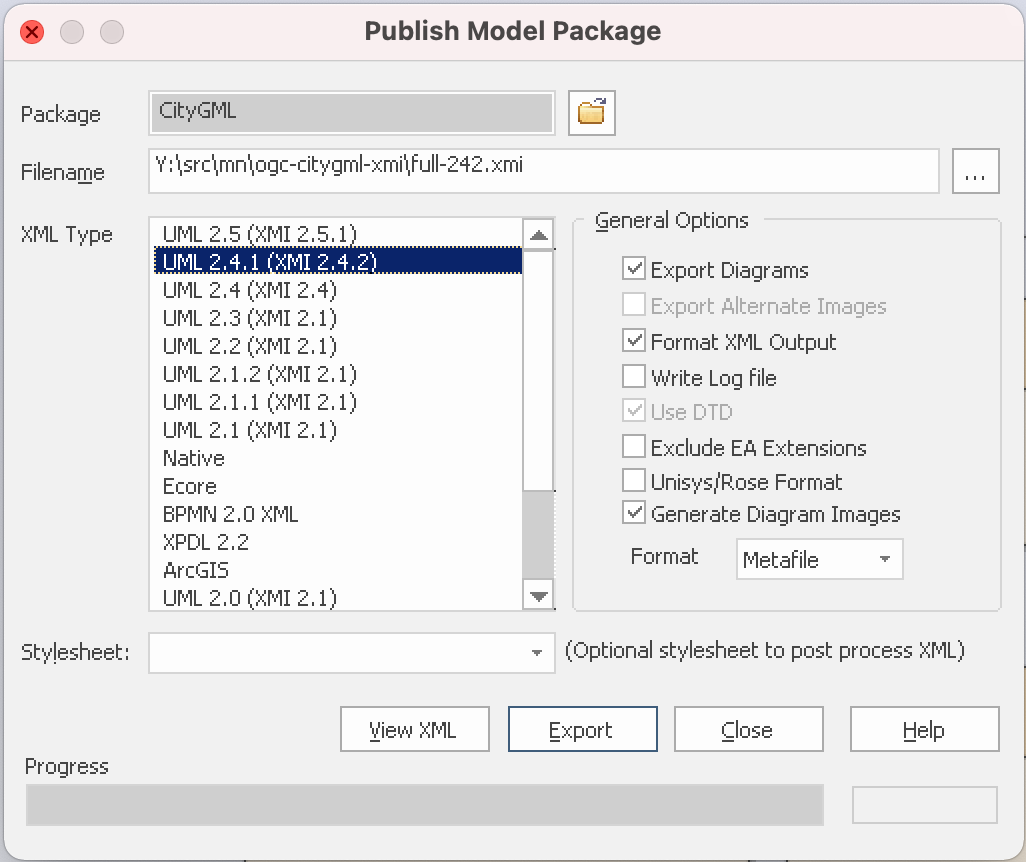 Publish Model Package
Package
CityGML
Filename
Y:\src\mn\ogc-citygml-xmi\full-242.xmi
...
XML Type
UML 2.5 (XMI 2.5.1)
UML 2.4.1 (XMI 2.4.2)
UML 2.4 (XMI 2.4)
UML 2.3 (XMI 2.1)
UML 2.2 (XMI 2.1)
UML 2.1.2 (XMI 2.1)
UML 2.1.1 (XMI 2.1)
UML 2.1 (XMI 2.1)
Native
Ecore
BPMN 2.0 XML
XPDL 2.2
ArcGIS
UML 2.0 (XMI 2.1)
General Options
Export Diagrams
Export Alternate Images
Format XML Output
Write Log file
Use DTD
Exclude EA Extensions
Unisys/Rose Format
Generate Diagram Images
Format
Metafile
Stylesheet:
(Optional stylesheet to post process XML)
View XML
Export
Close
Help
Progress